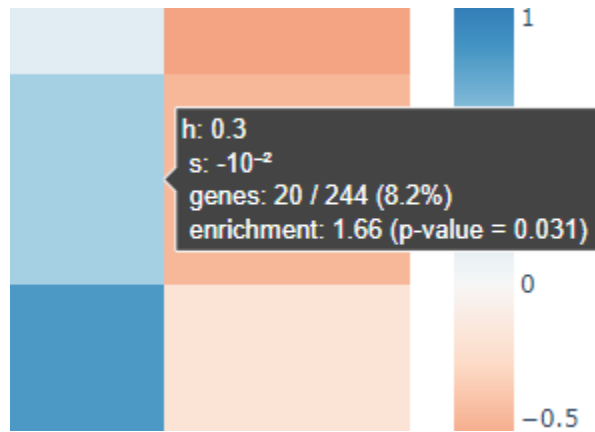 1
h: 0.3
s: -10⁻²
genes: 20 / 244 (8.2%)
enrichment: 1.66 (p-value = 0.031)
0
−0.5